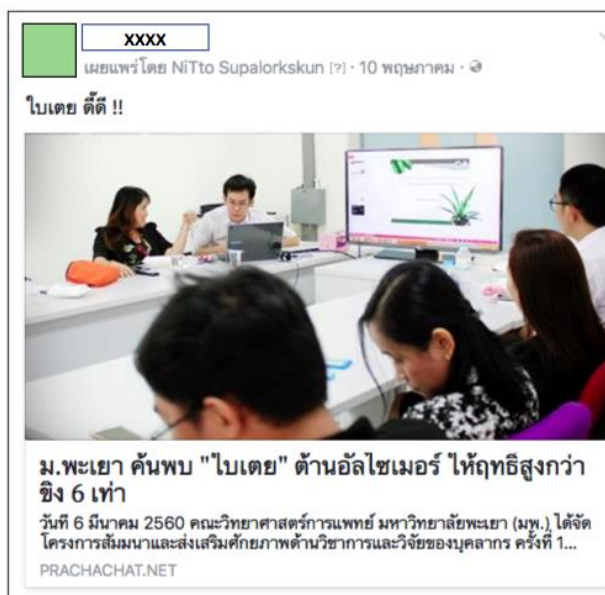 XXXX
เผยแพร่โดย NiTto Supalorkskun [?] · 10 พฤษภาคม ·
ใบเตย ดี๊ดี !!
ม.พะเยา ค้นพบ "ใบเตย" ต้านอัลไซเมอร์ ให้ฤทธิ์สูงกว่า
ขิง 6 เท่า
วันที่ 6 มีนาคม 2560 คณะวิทยาศาสตร์การแพทย์ มหาวิทยาลัยพะเยา (มพ.) ได้จัด
โครงการสัมมนาและส่งเสริมศักยภาพด้านวิชาการและวิจัยของบุคลากร ครั้งที่ 1...
PRACHACHAT.NET